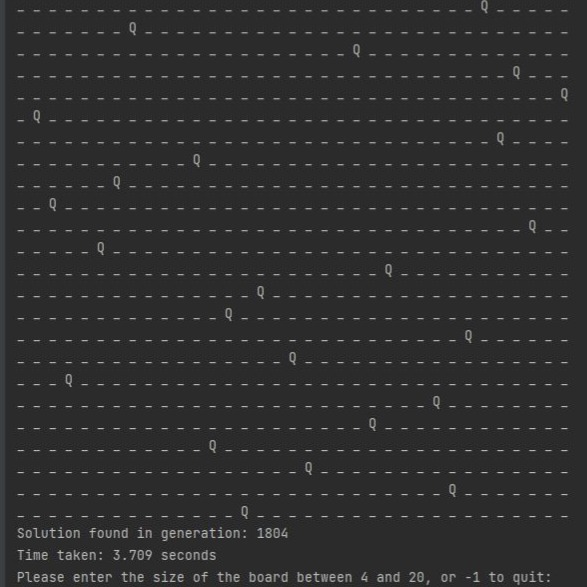 _ _ _ _ _ _ _ _ _ _ _ _ _ _ _ _ _ _ _ _ _ _ _ _ _ _ _ _ _ Q _ _ _ _ _
_ _ _ _ _ _ _ Q _ _ _ _ _ _ _ _ _ _ _ _ _ _ _ _ _ _ _ _ _ _ _ _ _ _ _
_ _ _ _ _ _ _ _ _ _ _ _ _ _ _ _ _ _ _ _ _ Q _ _ _ _ _ _ _ _ _ _ _ _ _
_ _ _ _ _ _ _ _ _ _ _ _ _ _ _ _ _ _ _ _ _ _ _ _ _ _ _ _ _ _ _ Q _ _ _
_ _ _ _ _ _ _ _ _ _ _ _ _ _ _ _ _ _ _ _ _ _ _ _ _ _ _ _ _ _ _ _ _ _ Q
_ Q _ _ _ _ _ _ _ _ _ _ _ _ _ _ _ _ _ _ _ _ _ _ _ _ _ _ _ _ _ _ _ _ _
_ _ _ _ _ _ _ _ _ _ _ _ _ _ _ _ _ _ _ _ _ _ _ _ _ _ _ _ _ _ Q _ _ _ _
_ _ _ _ _ _ _ _ _ _ _ Q _ _ _ _ _ _ _ _ _ _ _ _ _ _ _ _ _ _ _ _ _ _ _
_ _ _ _ _ _ Q _ _ _ _ _ _ _ _ _ _ _ _ _ _ _ _ _ _ _ _ _ _ _ _ _ _ _ _
_ _ Q _ _ _ _ _ _ _ _ _ _ _ _ _ _ _ _ _ _ _ _ _ _ _ _ _ _ _ _ _ _ _ _
_ _ _ _ _ _ _ _ _ _ _ _ _ _ _ _ _ _ _ _ _ _ _ _ _ _ _ _ _ _ _ _ Q _ _
_ _ _ _ _ Q _ _ _ _ _ _ _ _ _ _ _ _ _ _ _ _ _ _ _ _ _ _ _ _ _ _ _ _ _
_ _ _ _ _ _ _ _ _ _ _ _ _ _ _ _ _ _ _ _ _ _ _ Q _ _ _ _ _ _ _ _ _ _ _
_ _ _ _ _ _ _ _ _ _ _ _ _ _ _ Q _ _ _ _ _ _ _ _ _ _ _ _ _ _ _ _ _ _ _
_ _ _ _ _ _ _ _ _ _ _ _ _ Q _ _ _ _ _ _ _ _ _ _ _ _ _ _ _ _ _ _ _ _ _
_ _ _ _ _ _ _ _ _ _ _ _ _ _ _ _ _ _ _ _ _ _ _ _ _ _ _ _ Q _ _ _ _ _ _
_ _ _ _ _ _ _ _ _ _ _ _ _ _ _ _ _ Q _ _ _ _ _ _ _ _ _ _ _ _ _ _ _ _ _
_ _ _ Q _ _ _ _ _ _ _ _ _ _ _ _ _ _ _ _ _ _ _ _ _ _ _ _ _ _ _ _ _ _ _
_ _ _ _ _ _ _ _ _ _ _ _ _ _ _ _ _ _ _ _ _ _ _ _ _ _ Q _ _ _ _ _ _ _ _
_ _ _ _ _ _ _ _ _ _ _ _ _ _ _ _ _ _ _ _ _ _ Q _ _ _ _ _ _ _ _ _ _ _ _
_ _ _ _ _ _ _ _ _ _ _ _ Q _ _ _ _ _ _ _ _ _ _ _ _ _ _ _ _ _ _ _ _ _ _
_ _ _ _ _ _ _ _ _ _ _ _ _ _ _ _ _ _ Q _ _ _ _ _ _ _ _ _ _ _ _ _ _ _ _
_ _ _ _ _ _ _ _ _ _ _ _ _ _ _ _ _ _ _ _ _ _ _ _ _ _ _ Q _ _ _ _ _ _ _
_ _ _ _ _ _ _ _ _ _ _ _ _ _ Q _ _ _ _ _ _ _ _ _ _ _ _ _ _ _ _ _ _ _ _
Solution found in generation: 1804
Time taken: 3.709 seconds
Please enter the size of the board between 4 and 20, or -1 to quit: